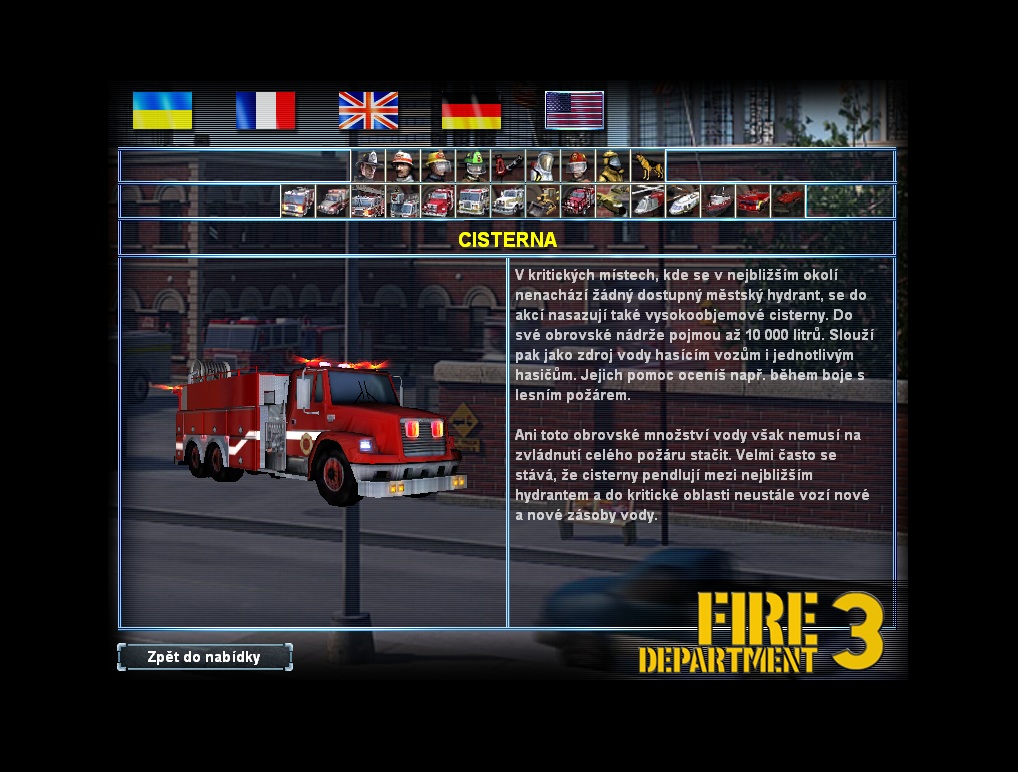 CISTERNA
V kritických místech, kde se v nejbližším okolí
nenachází žádný dostupný městský hydrant, se do
akcí nasazují také vysokoobjemové cisterny. Do
své obrovské nádrže pojmou až 10 000 litrů. Slouží
pak jako zdroj vody hasícím vozům i jednotlivým
hasičům. Jejich pomoc oceníš např. během boje s
lesním požárem.
Ani toto obrovské množství vody však nemusí na
zvládnutí celého požáru stačit. Velmi často se
stává, že cisterny pendlují mezi nejbližším
hydrantem a do kritické oblasti neustále vozí nové
a nové zásoby vody.
FIRE
DEPARTMENT 3
Zpět do nabídky